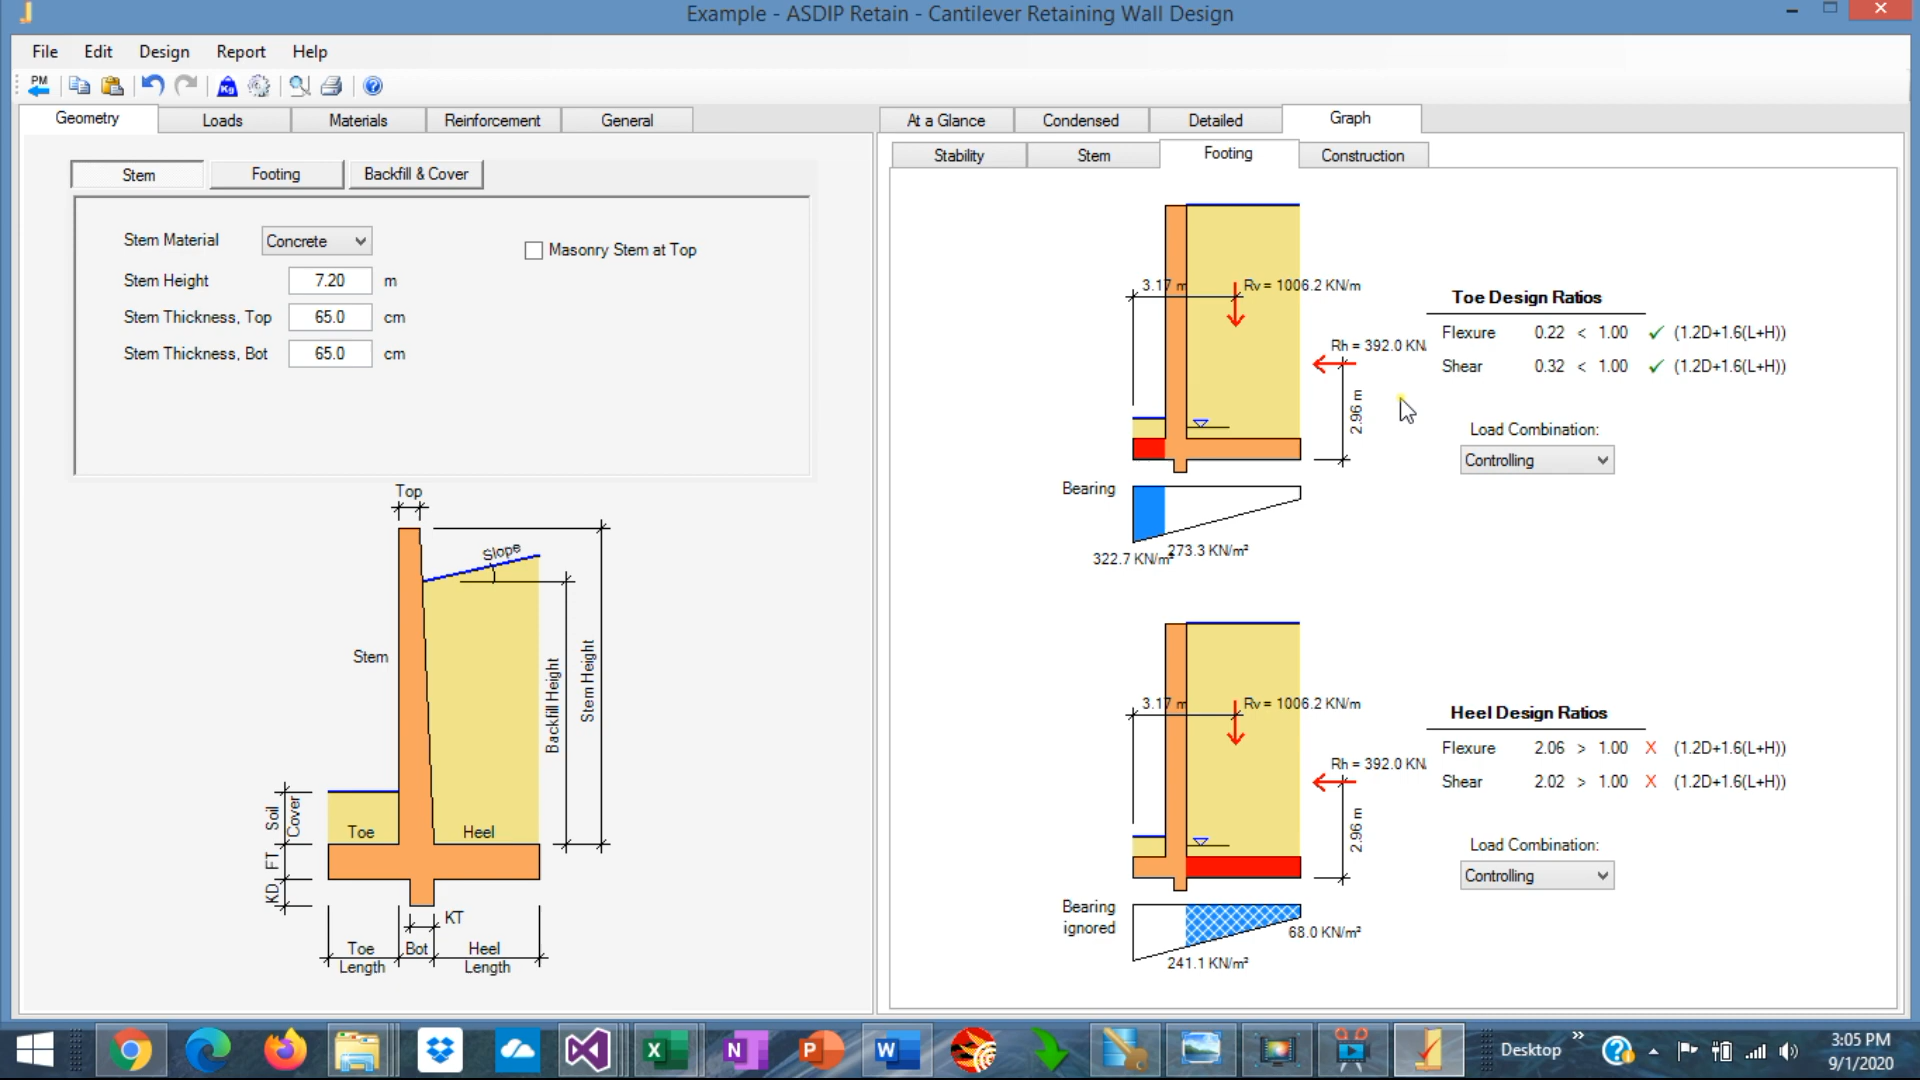 Example - ASDIP Retain - Cantilever Retaining Wall Design
File Edit Design Report Help
PM Kg
Geometry Loads Materials Reinforcement General
At a Glance Condensed Detailed Graph
Stem Footing Backfill & Cover
Stability Stem Footing Construction
Stem Material Concrete
Masonry Stem at Top
Stem Height 7.20 m
Stem Thickness, Top 65.0 cm
Stem Thickness, Bot 65.0 cm
Top
Slope
Stem
Backfill Height
Stem Height
Soil Cover
Toe Heel
FT
KD
KT
Toe Length
Bot
Heel Length
3.17 m
Rv = 1006.2 KN/m
Rh = 392.0 KN/
2.96 m
Bearing
322.7 KN/m²
273.3 KN/m²
Toe Design Ratios
Flexure 0.22 < 1.00 ✓ (1.2D+1.6(L+H))
Shear 0.32 < 1.00 ✓ (1.2D+1.6(L+H))
Load Combination:
Controlling
3.17 m
Rv = 1006.2 KN/m
Rh = 392.0 KN/
2.96 m
Bearing
ignored
68.0 KN/m²
241.1 KN/m²
Heel Design Ratios
Flexure 2.06 > 1.00 X (1.2D+1.6(L+H))
Shear 2.02 > 1.00 X (1.2D+1.6(L+H))
Load Combination:
Controlling
Desktop
3:05 PM
9/1/2020